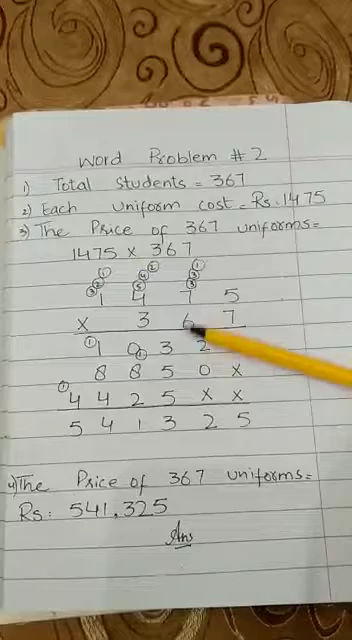 Word Problem # 2
1) Total Students = 367
2) Each uniform cost = Rs. 1475
3) The Price of 367 uniforms =
1475 x 367
1 4 7 5
x 3 6 7
1 0 3 2
8 8 5 0 x
4 4 2 5 x x
5 4 1 3 2 5
4) The Price of 367 uniforms =
Rs: 541,325
Ans